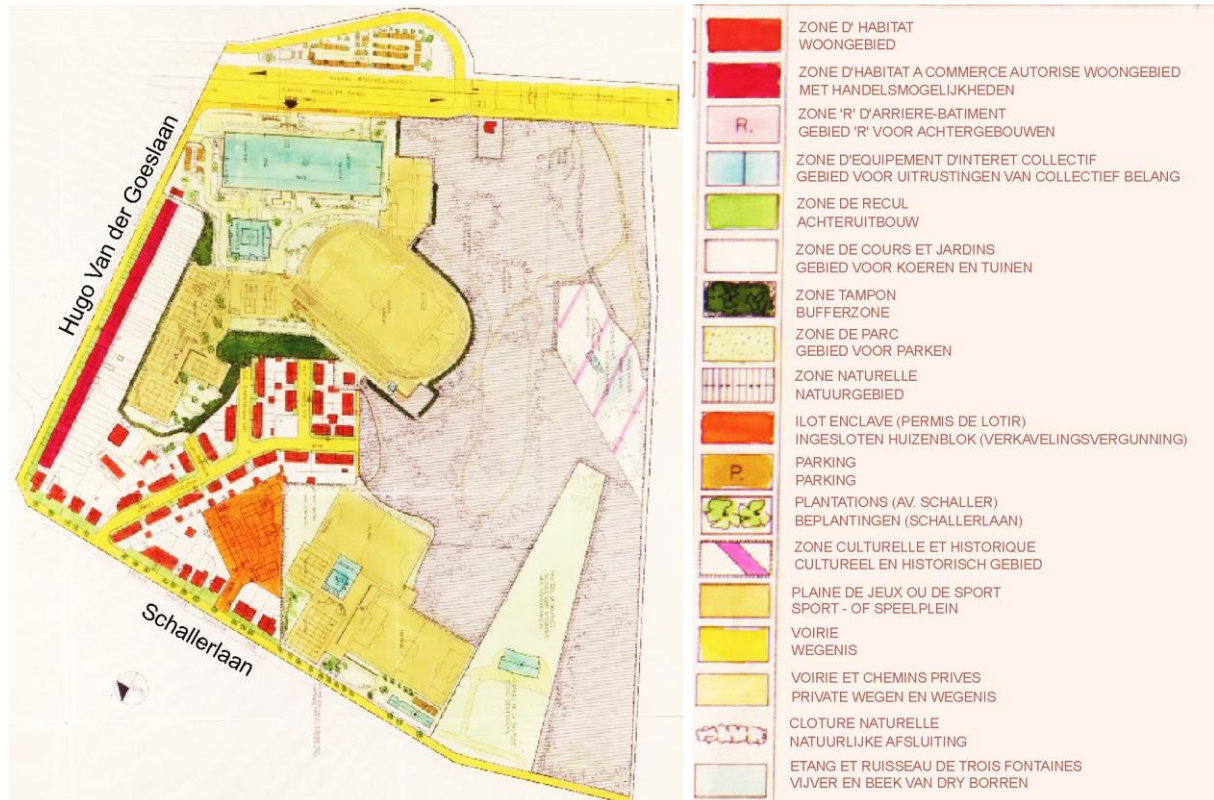 Hugo Van der Goeslaan
Schallerlaan
ZONE D' HABITAT
WOONGEBIED
ZONE D'HABITAT A COMMERCE AUTORISE WOONGEBIED
MET HANDELSMOGELIJKHEDEN
R.
ZONE 'R' D'ARRIERE-BATIMENT
GEBIED 'R' VOOR ACHTERGEBOUWEN
ZONE D'EQUIPEMENT D'INTERET COLLECTIF
GEBIED VOOR UITRUSTINGEN VAN COLLECTIEF BELANG
ZONE DE RECUL
ACHTERUITBOUW
ZONE DE COURS ET JARDINS
GEBIED VOOR KOEREN EN TUINEN
ZONE TAMPON
BUFFERZONE
ZONE DE PARC
GEBIED VOOR PARKEN
ZONE NATURELLE
NATUURGEBIED
ILOT ENCLAVE (PERMIS DE LOTIR)
INGESLOTEN HUIZENBLOK (VERKAVELINGSVERGUNNING)
P.
PARKING
PARKING
PLANTATIONS (AV. SCHALLER)
BEPLANTINGEN (SCHALLERLAAN)
ZONE CULTURELLE ET HISTORIQUE
CULTUREEL EN HISTORISCH GEBIED
PLAINE DE JEUX OU DE SPORT
SPORT - OF SPEELPLEIN
VOIRIE
WEGENIS
VOIRIE ET CHEMINS PRIVES
PRIVATE WEGEN EN WEGENIS
CLOTURE NATURELLE
NATUURLIJKE AFSLUITING
ETANG ET RUISSEAU DE TROIS FONTAINES
VIJVER EN BEEK VAN DRY BORREN